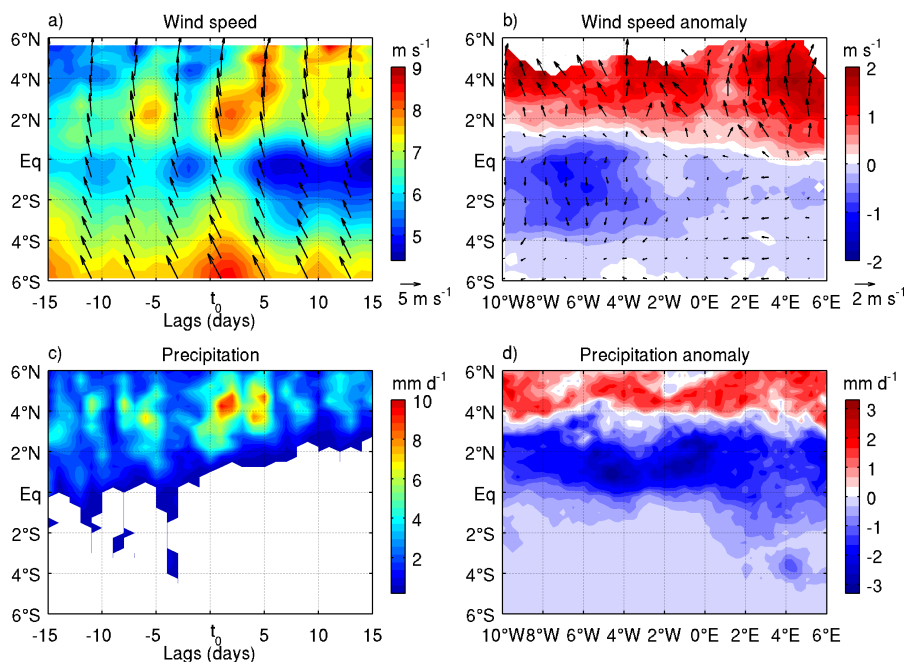 a) Wind speed
6°N
4°N
2°N
Eq
2°S
4°S
6°S
-15 -10 -5 t0 5 10 15
Lags (days)
m s-1
9
8
7
6
5
5 m s-1
b) Wind speed anomaly
6°N
4°N
2°N
Eq
2°S
4°S
6°S
10°W 8°W 6°W 4°W 2°W 0°E 2°E 4°E 6°E
m s-1
2
1
0
-1
-2
2 m s-1
c) Precipitation
6°N
4°N
2°N
Eq
2°S
4°S
6°S
-15 -10 -5 t0 5 10 15
Lags (days)
mm d-1
10
8
6
4
2
d) Precipitation anomaly
6°N
4°N
2°N
Eq
2°S
4°S
6°S
10°W 8°W 6°W 4°W 2°W 0°E 2°E 4°E 6°E
mm d-1
3
2
1
0
-1
-2
-3